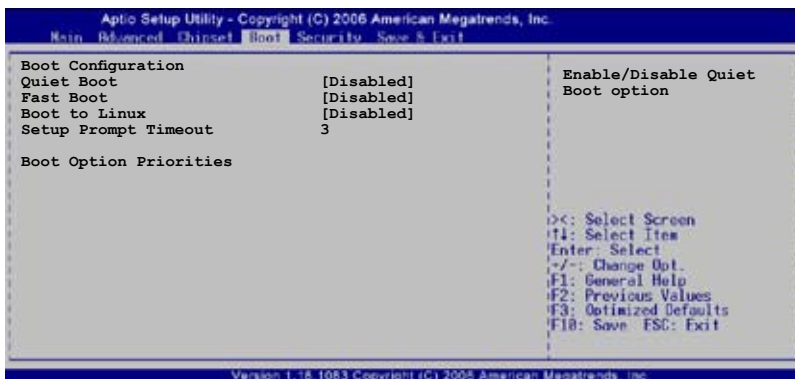 Aptio Setup Utility - Copyright (C) 2006 American Megatrends, Inc.
Main Advanced Chipset Boot Security Save & Exit
Boot Configuration
Quiet Boot [Disabled]
Fast Boot [Disabled]
Boot to Linux [Disabled]
Setup Prompt Timeout 3
Boot Option Priorities
Enable/Disable Quiet
Boot option
><: Select Screen
↑↓: Select Item
Enter: Select
+/-: Change Opt.
F1: General Help
F2: Previous Values
F3: Optimized Defaults
F10: Save ESC: Exit
Version 1.18.1083 Copyright (C) 2006 American Megatrends, Inc.